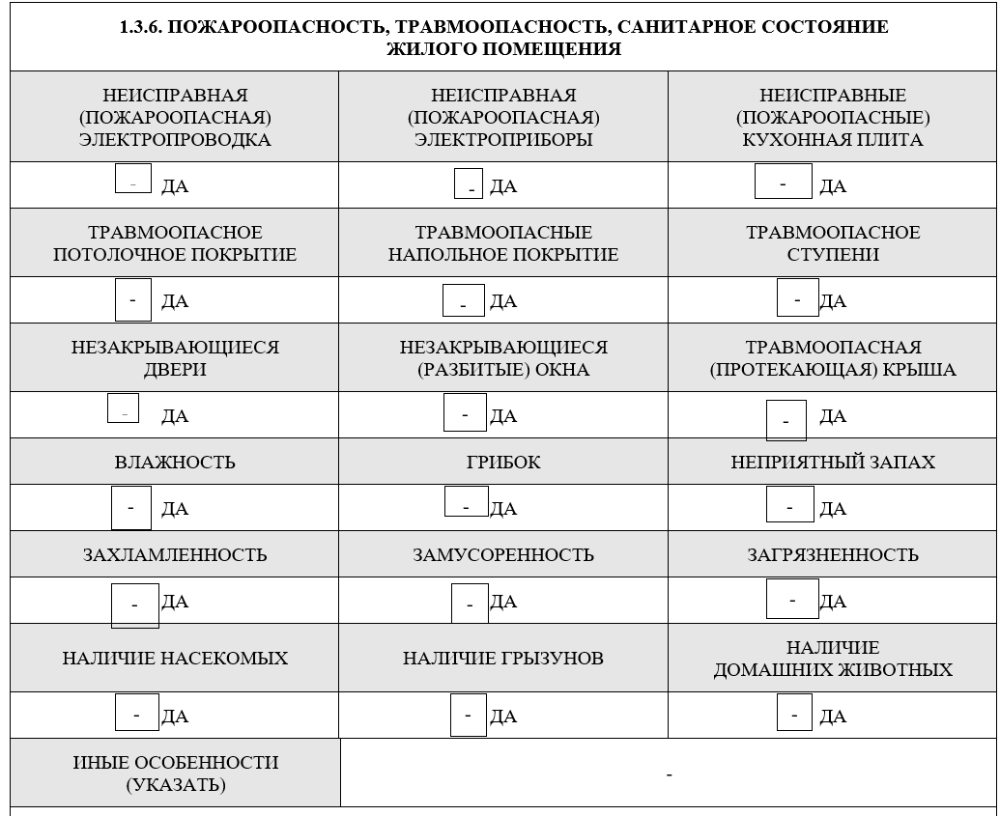 1.3.6. ПОЖАРООПАСНОСТЬ, ТРАВМООПАСНОСТЬ, САНИТАРНОЕ СОСТОЯНИЕ
ЖИЛОГО ПОМЕЩЕНИЯ
НЕИСПРАВНАЯ
(ПОЖАРООПАСНАЯ)
ЭЛЕКТРОПРОВОДКА
НЕИСПРАВНАЯ
(ПОЖАРООПАСНАЯ)
ЭЛЕКТРОПРИБОРЫ
НЕИСПРАВНЫЕ
(ПОЖАРООПАСНЫЕ)
КУХОННАЯ ПЛИТА
- ДА
- ДА
- ДА
ТРАВМООПАСНОЕ
ПОТОЛОЧНОЕ ПОКРЫТИЕ
ТРАВМООПАСНЫЕ
НАПОЛЬНОЕ ПОКРЫТИЕ
ТРАВМООПАСНОЕ
СТУПЕНИ
- ДА
- ДА
- ДА
НЕЗАКРЫВАЮЩИЕСЯ
ДВЕРИ
НЕЗАКРЫВАЮЩИЕСЯ
(РАЗБИТЫЕ) ОКНА
ТРАВМООПАСНАЯ
(ПРОТЕКАЮЩАЯ) КРЫША
- ДА
- ДА
- ДА
ВЛАЖНОСТЬ
ГРИБОК
НЕПРИЯТНЫЙ ЗАПАХ
- ДА
- ДА
- ДА
ЗАХЛАМЛЕННОСТЬ
ЗАМУСОРЕННОСТЬ
ЗАГРЯЗНЕННОСТЬ
- ДА
- ДА
- ДА
НАЛИЧИЕ НАСЕКОМЫХ
НАЛИЧИЕ ГРЫЗУНОВ
НАЛИЧИЕ
ДОМАШНИХ ЖИВОТНЫХ
- ДА
- ДА
- ДА
ИНЫЕ ОСОБЕННОСТИ
(УКАЗАТЬ)
-